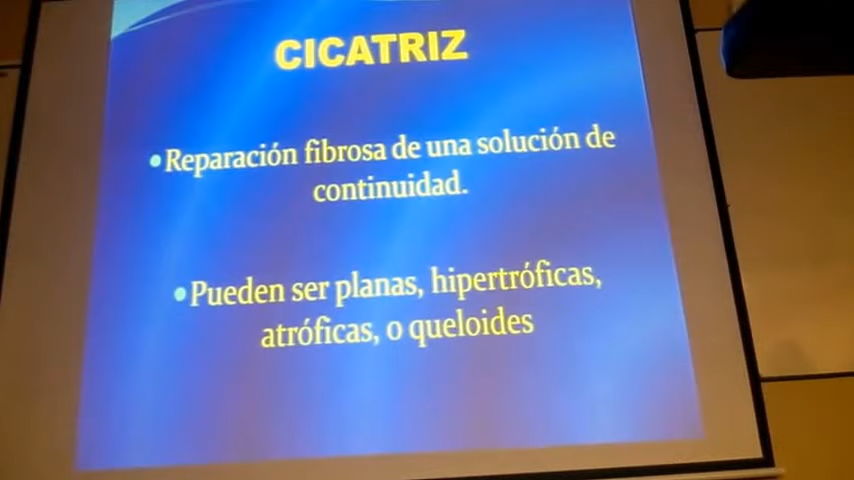 CICATRIZ
•Reparación fibrosa de una solución de
continuidad.
•Pueden ser planas, hipertróficas,
atróficas, o queloides